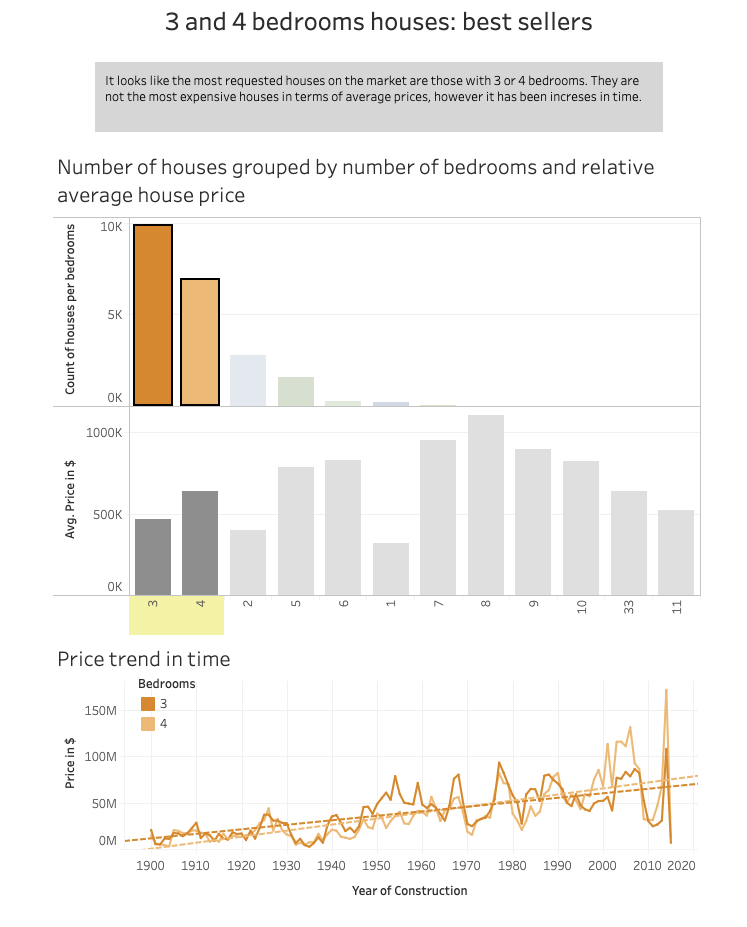 3 and 4 bedrooms houses: best sellers
It looks like the most requested houses on the market are those with 3 or 4 bedrooms. They are
not the most expensive houses in terms of average prices, however it has been increses in time.
Number of houses grouped by number of bedrooms and relative
average house price
Count of houses per bedrooms
10K
5K
0K
Avg. Price in $
1000K
500K
0K
3 4 2 5 6 1 7 8 9 10 33 11
Price trend in time
Bedrooms
3
4
Price in $
150M
100M
50M
0M
1900 1910 1920 1930 1940 1950 1960 1970 1980 1990 2000 2010 2020
Year of Construction